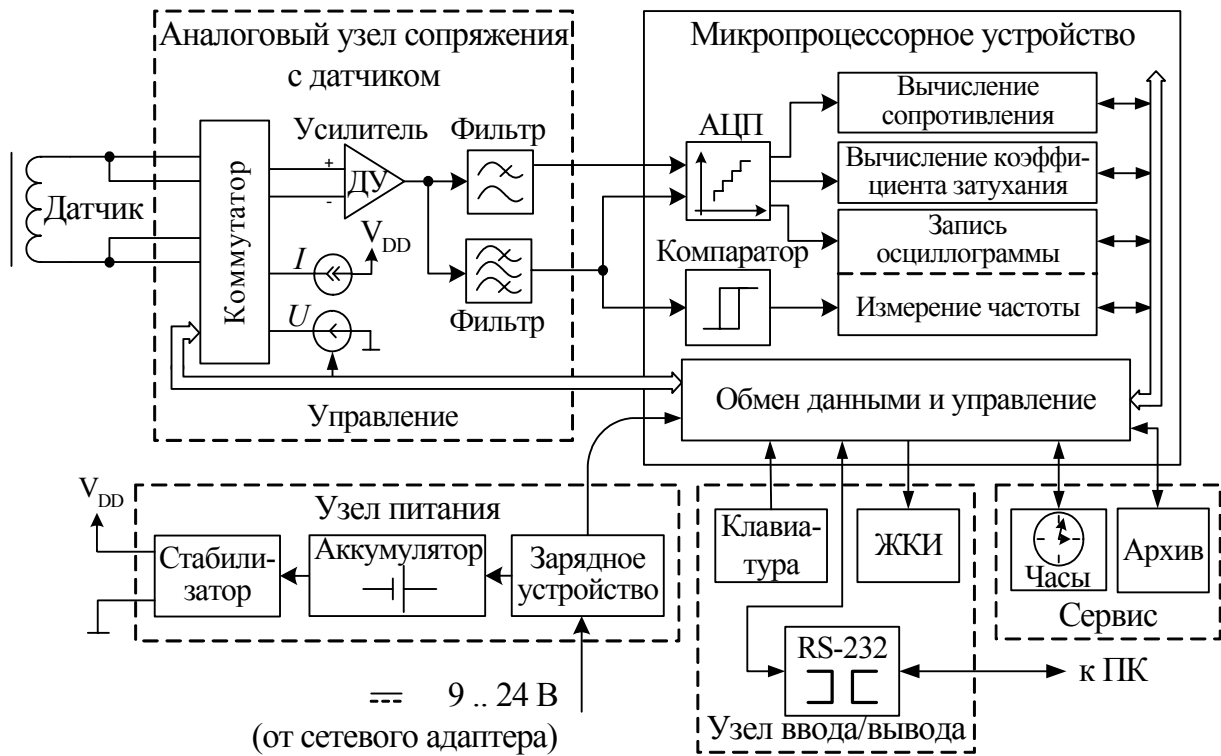 Аналоговый узел сопряжения
с датчиком
Датчик
Коммутатор
Усилитель
+
ДУ
-
I
V_DD
U
Фильтр
Фильтр
Управление
Микропроцессорное устройство
АЦП
Компаратор
Вычисление
сопротивления
Вычисление коэффи-
циента затухания
Запись
осциллограммы
Измерение частоты
Обмен данными и управление
V_DD
Узел питания
Стабили-
затор
Аккумулятор
Зарядное
устройство
9 .. 24 В
(от сетевого адаптера)
Клавиа-
тура
ЖКИ
RS-232
Узел ввода/вывода
к ПК
Часы
Архив
Сервис